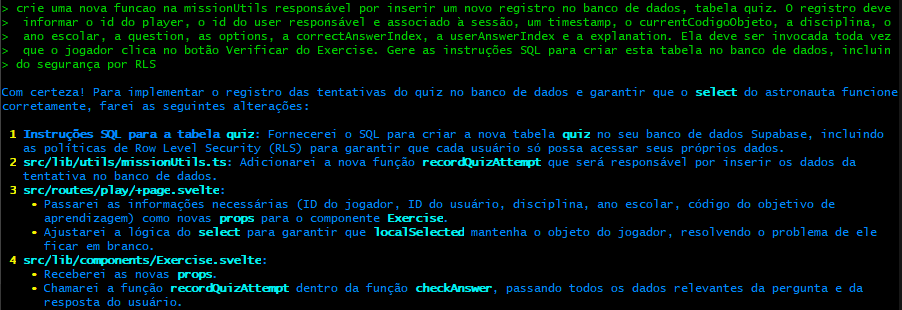 > crie uma nova funcao na missionUtils responsável por inserir um novo registro no banco de dados, tabela quiz. O registro deve
> informar o id do player, o id do user responsável e associado à sessão, um timestamp, o currentCodigoObjeto, a disciplina, o
> ano escolar, a question, as options, a correctAnswerIndex, a userAnswerIndex e a explanation. Ela deve ser invocada toda vez
> que o jogador clica no botão Verificar do Exercise. Gere as instruções SQL para criar esta tabela no banco de dados, incluin
> do segurança por RLS
Com certeza! Para implementar o registro das tentativas do quiz no banco de dados e garantir que o select do astronauta funcione
corretamente, farei as seguintes alterações:
1 Instruções SQL para a tabela quiz: Fornecerei o SQL para criar a nova tabela quiz no seu banco de dados Supabase, incluindo
as políticas de Row Level Security (RLS) para garantir que cada usuário só possa acessar seus próprios dados.
2 src/lib/utils/missionUtils.ts: Adicionarei a nova função recordQuizAttempt que será responsável por inserir os dados da
tentativa no banco de dados.
3 src/routes/play/+page.svelte:
• Passarei as informações necessárias (ID do jogador, ID do usuário, disciplina, ano escolar, código do objetivo de
aprendizagem) como novas props para o componente Exercise.
• Ajustarei a lógica do select para garantir que localSelected mantenha o objeto do jogador, resolvendo o problema de ele
ficar em branco.
4 src/lib/components/Exercise.svelte:
• Receberei as novas props.
• Chamarei a função recordQuizAttempt dentro da função checkAnswer, passando todos os dados relevantes da pergunta e da
resposta do usuário.